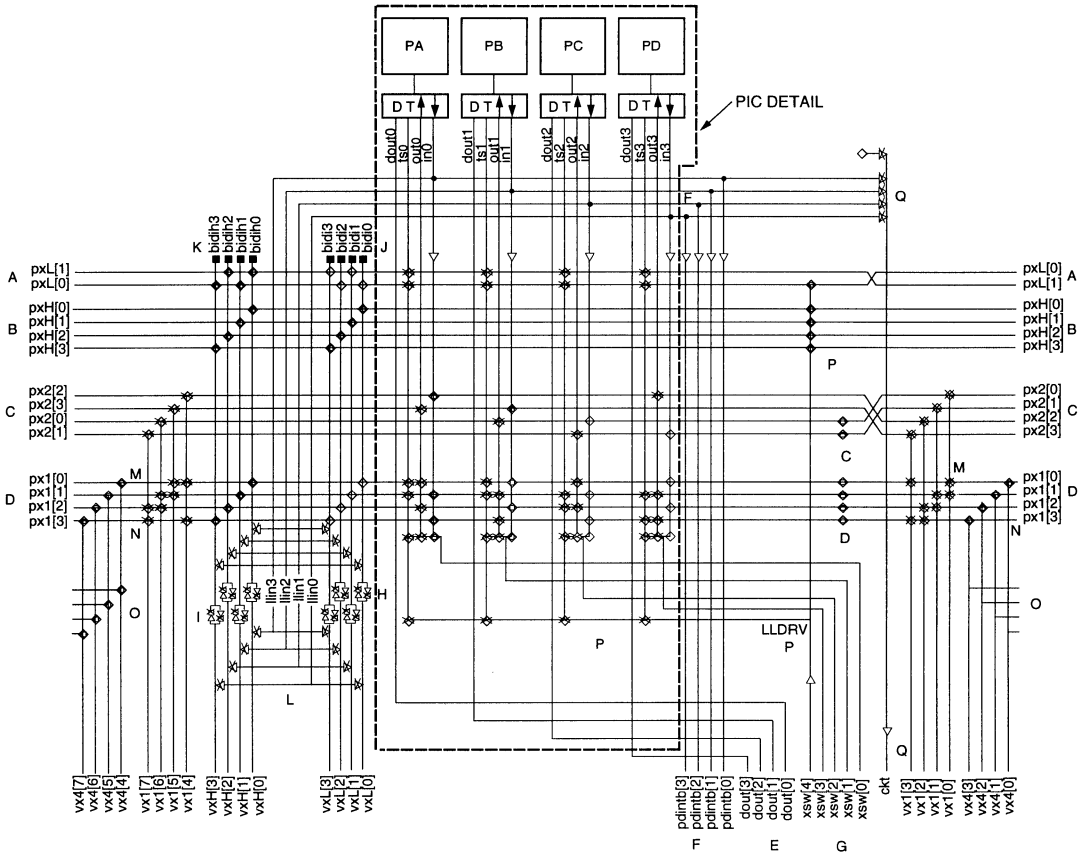 PA PB PC PD
D T D T D T D T
PIC DETAIL
dout0 ts0 out0 in0 dout1 ts1 out1 in1 dout2 ts2 out2 in2 dout3 ts3 out3 in3
F Q
K bidih3 bidih2 bidih1 bidih0 bidi3 bidi2 bidi1 bidi0 J
A pxL[1] pxL[0] A
pxL[0] pxL[1]
pxH[0] pxH[0]
B pxH[1] pxH[1] B
pxH[2] pxH[2]
pxH[3] pxH[3]
P
px2[2] px2[0]
C px2[3] px2[1] C
px2[0] px2[2]
px2[1] px2[3]
C
M M
px1[0] px1[0]
D px1[1] px1[1] D
px1[2] px1[2]
px1[3] px1[3]
N D N
llin3 llin2 llin1 llin0
I H
O O
LLDRV
P P
L
Q
vx4[7] vx4[6] vx4[5] vx4[4] vx1[7] vx1[6] vx1[5] vx1[4] vxH[3] vxH[2] vxH[1] vxH[0] vxL[3] vxL[2] vxL[1] vxL[0] pdintb[3] pdintb[2] pdintb[1] pdintb[0] dout[3] dout[2] dout[1] dout[0] xsw[4] xsw[3] xsw[2] xsw[1] xsw[0] ckt vx1[3] vx1[2] vx1[1] vx1[0] vx4[3] vx4[2] vx4[1] vx4[0]
F E G